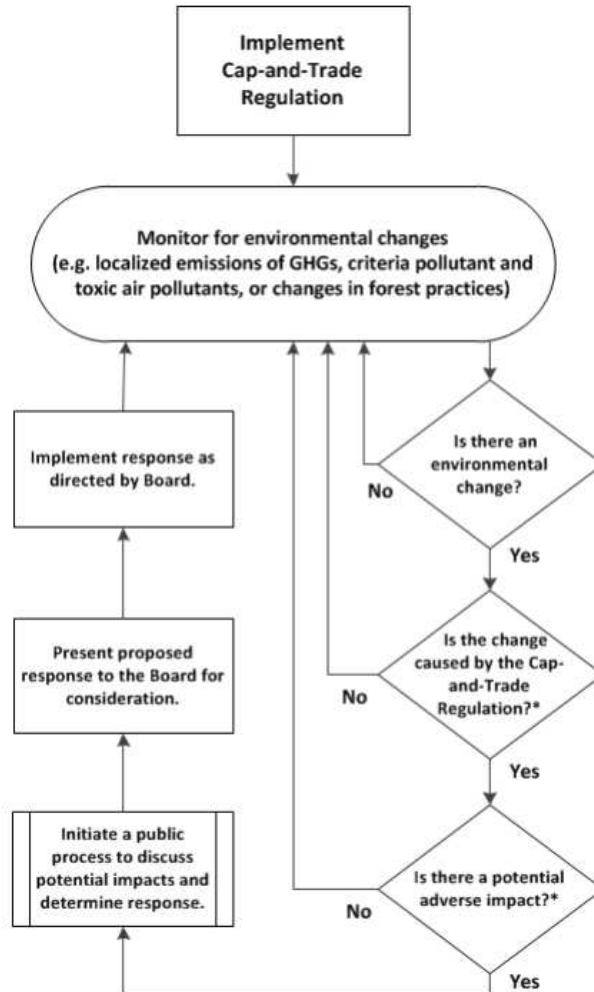 Implement
Cap-and-Trade
Regulation
Monitor for environmental changes
(e.g. localized emissions of GHGs, criteria pollutant and
toxic air pollutants, or changes in forest practices)
Is there an
environmental
change?
No
Yes
Is the change
caused by the Cap-
and-Trade
Regulation?*
No
Yes
Is there a potential
adverse impact?*
No
Yes
Initiate a public
process to discuss
potential impacts and
determine response.
Present proposed
response to the Board for
consideration.
Implement response as
directed by Board.